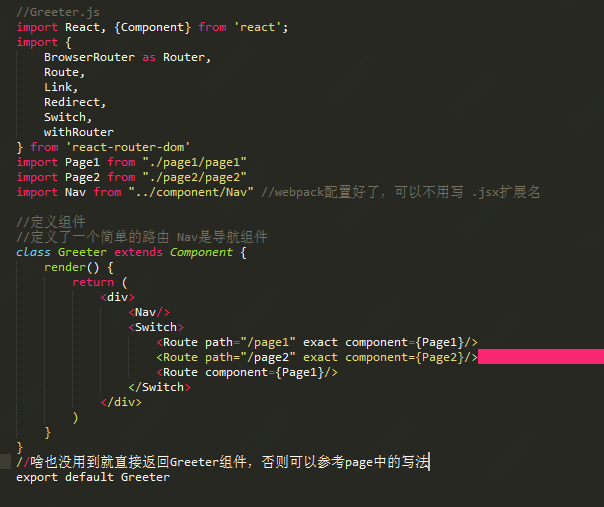 //Greeter.js
import React, {Component} from 'react';
import {
    BrowserRouter as Router,
    Route,
    Link,
    Redirect,
    Switch,
    withRouter
} from 'react-router-dom'
import Page1 from "./page1/page1"
import Page2 from "./page2/page2"
import Nav from "../component/Nav" //webpack配置好了，可以不用写 .jsx扩展名

//定义组件
//定义了一个简单的路由 Nav是导航组件
class Greeter extends Component {
    render() {
        return (
            <div>
                <Nav/>
                <Switch>
                    <Route path="/page1" exact component={Page1}/>
                    <Route path="/page2" exact component={Page2}/>
                    <Route component={Page1}/>
                </Switch>
            </div>
        )
    }
}
//啥也没用到就直接返回Greeter组件，否则可以参考page中的写法
export default Greeter